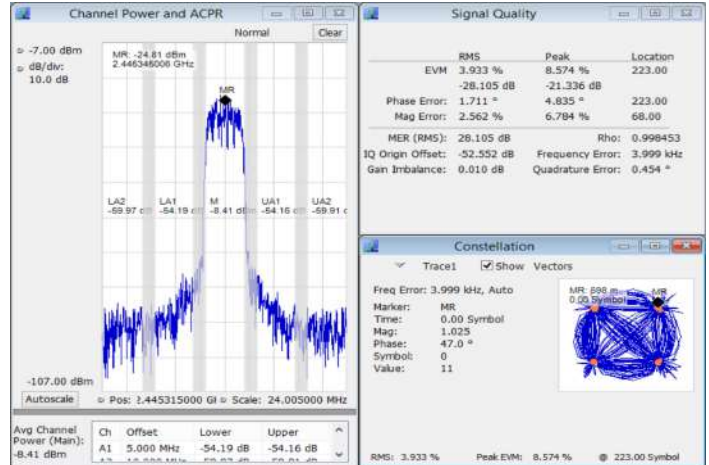 Channel Power and ACPR
Normal
Clear
-7.00 dBm
dB/div:
10.0 dB
MR: -24.81 dBm
2.446346006 GHz
MR
LA2
-59.97 d
LA1
-54.19 d
M
-8.41 dBm
UA1
-54.16 d
UA2
-59.91 d
-107.00 dBm
Autoscale
Pos: 2.445315000 GH
Scale: 24.005000 MHz
Avg Channel
Power (Main):
-8.41 dBm
Ch Offset Lower Upper
A1 5.000 MHz -54.19 dB -54.16 dB
Signal Quality
RMS Peak Location
EVM 3.933 % 8.574 % 223.00
-28.105 dB -21.336 dB
Phase Error: 1.711 ° 4.835 ° 223.00
Mag Error: 2.562 % 6.784 % 68.00
MER (RMS): 28.105 dB Rho: 0.998453
IQ Origin Offset: -52.552 dB Frequency Error: 3.999 kHz
Gain Imbalance: 0.010 dB Quadrature Error: 0.454 °
Constellation
Trace1 Show Vectors
Freq Error: 3.999 kHz, Auto
Marker: MR
Time: 0.00 Symbol
Mag: 1.025
Phase: 47.0 °
Symbol: 0
Value: 11
MR: 698 m
0.00 Symbol
MR
RMS: 3.933 % Peak EVM: 8.574 % @ 223.00 Symbol